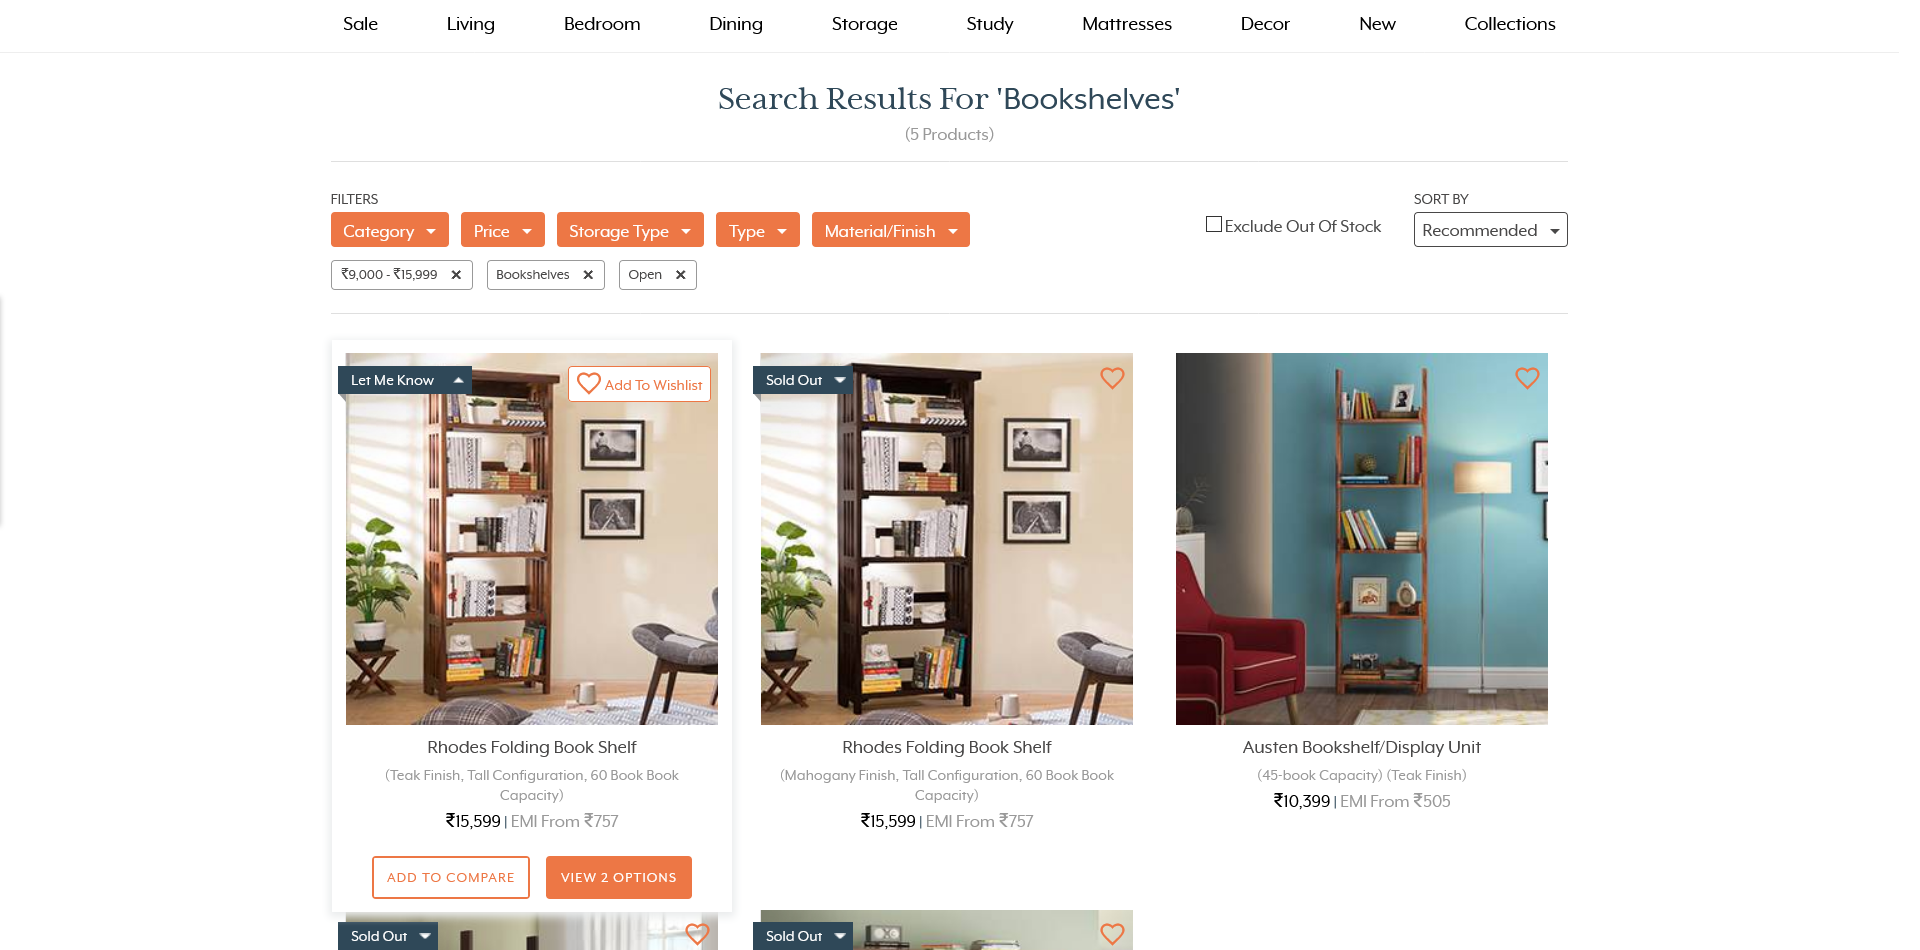 Sale Living Bedroom Dining Storage Study Mattresses Decor New Collections
Search Results For 'Bookshelves'
(5 Products)
FILTERS
SORT BY
Category Price Storage Type Type Material/Finish
Exclude Out Of Stock
Recommended
₹9,000 - ₹15,999 Bookshelves Open
Let Me Know
Add To Wishlist
Sold Out
Rhodes Folding Book Shelf
(Teak Finish, Tall Configuration, 60 Book Book
Capacity)
₹15,599 | EMI From ₹757
ADD TO COMPARE
VIEW 2 OPTIONS
Rhodes Folding Book Shelf
(Mahogany Finish, Tall Configuration, 60 Book Book
Capacity)
₹15,599 | EMI From ₹757
Austen Bookshelf/Display Unit
(45-book Capacity) (Teak Finish)
₹10,399 | EMI From ₹505
Sold Out
Sold Out